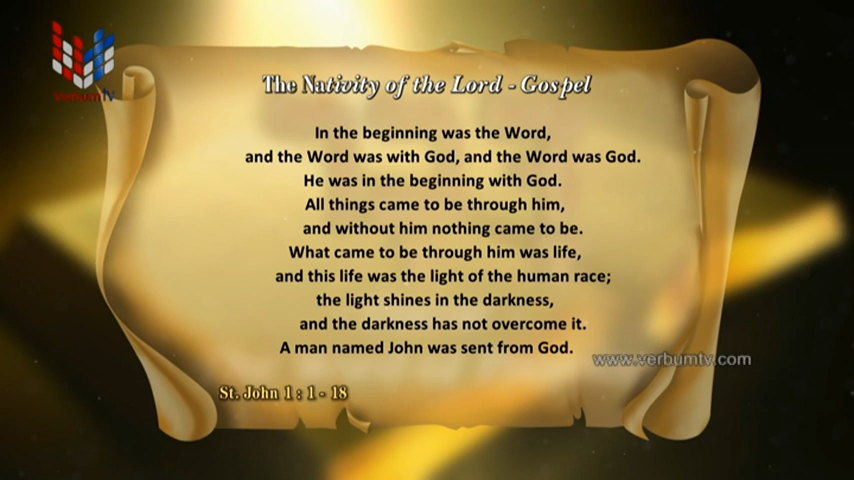 VerbumTV
The Nativity of the Lord - Gospel
In the beginning was the Word,
and the Word was with God, and the Word was God.
He was in the beginning with God.
All things came to be through him,
and without him nothing came to be.
What came to be through him was life,
and this life was the light of the human race;
the light shines in the darkness,
and the darkness has not overcome it.
A man named John was sent from God.
www.verbumtv.com
St. John 1 : 1 - 18